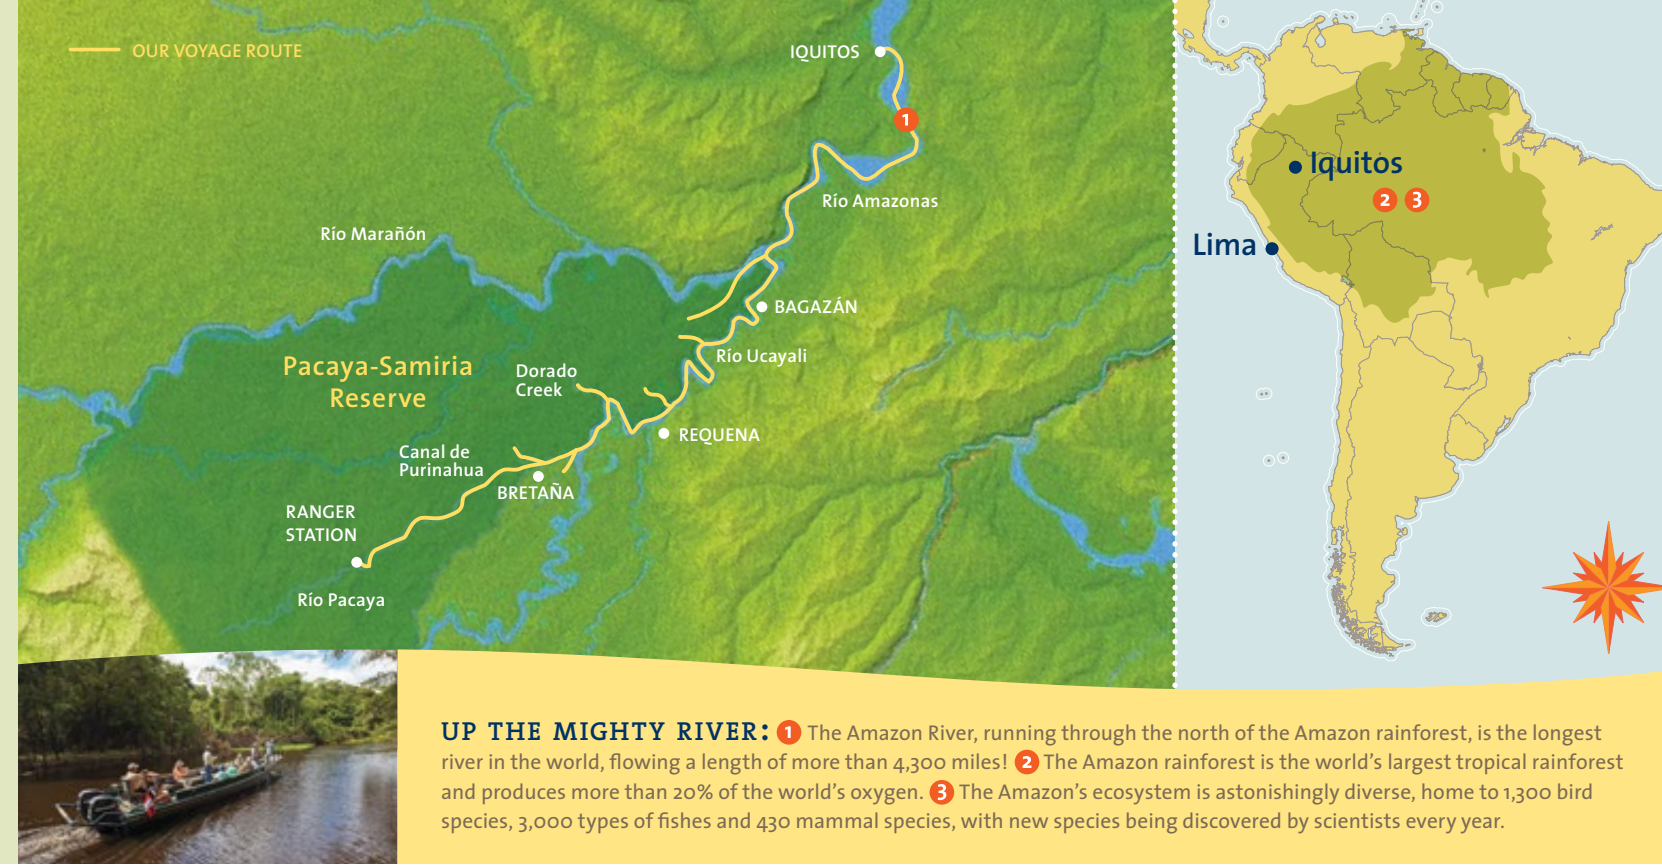 OUR VOYAGE ROUTE
IQUITOS
1
Río Amazonas
Río Marañón
BAGAZÁN
Río Ucayali
Pacaya-Samiria
Reserve
Dorado
Creek
REQUENA
Canal de
Purinahua
BRETAÑA
RANGER
STATION
Río Pacaya
Iquitos
2 3
Lima
UP THE MIGHTY RIVER: 1 The Amazon River, running through the north of the Amazon rainforest, is the longest
river in the world, flowing a length of more than 4,300 miles! 2 The Amazon rainforest is the world's largest tropical rainforest
and produces more than 20% of the world's oxygen. 3 The Amazon's ecosystem is astonishingly diverse, home to 1,300 bird
species, 3,000 types of fishes and 430 mammal species, with new species being discovered by scientists every year.